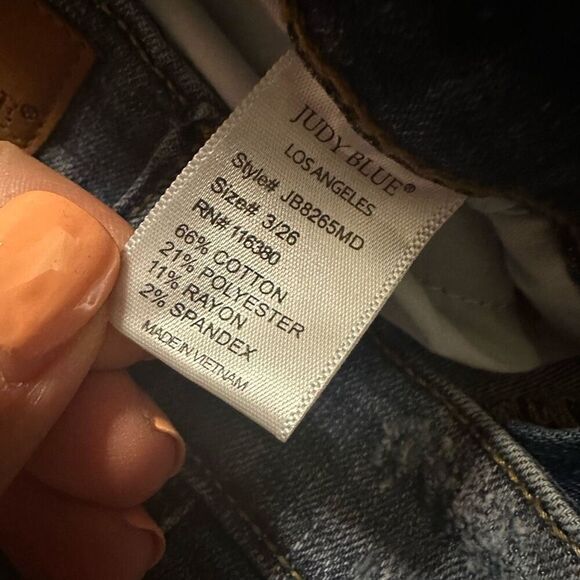 JUDY BLUE®
LOS ANGELES
Style# JB8265MD
Size# 3/26
RN# 116380
66% COTTON
21% POLYESTER
11% RAYON
2% SPANDEX
MADE IN VIETNAM